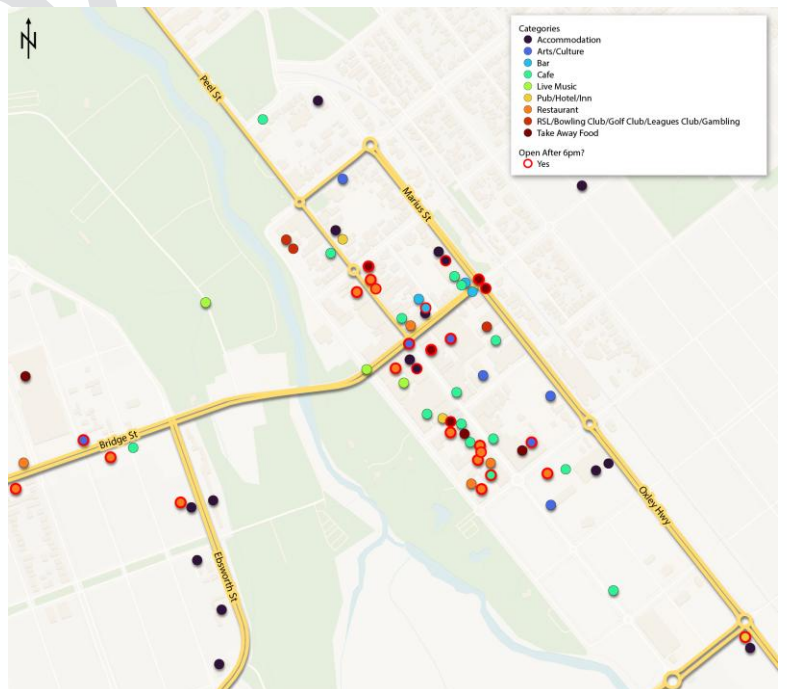 N
Categories
Accommodation
Arts/Culture
Bar
Cafe
Live Music
Pub/Hotel/Inn
Restaurant
RSL/Bowling Club/Golf Club/Leagues Club/Gambling
Take Away Food
Open After 6pm?
Yes
Peel St
Marius St
Bridge St
Ebsworth St
Oxley Hwy